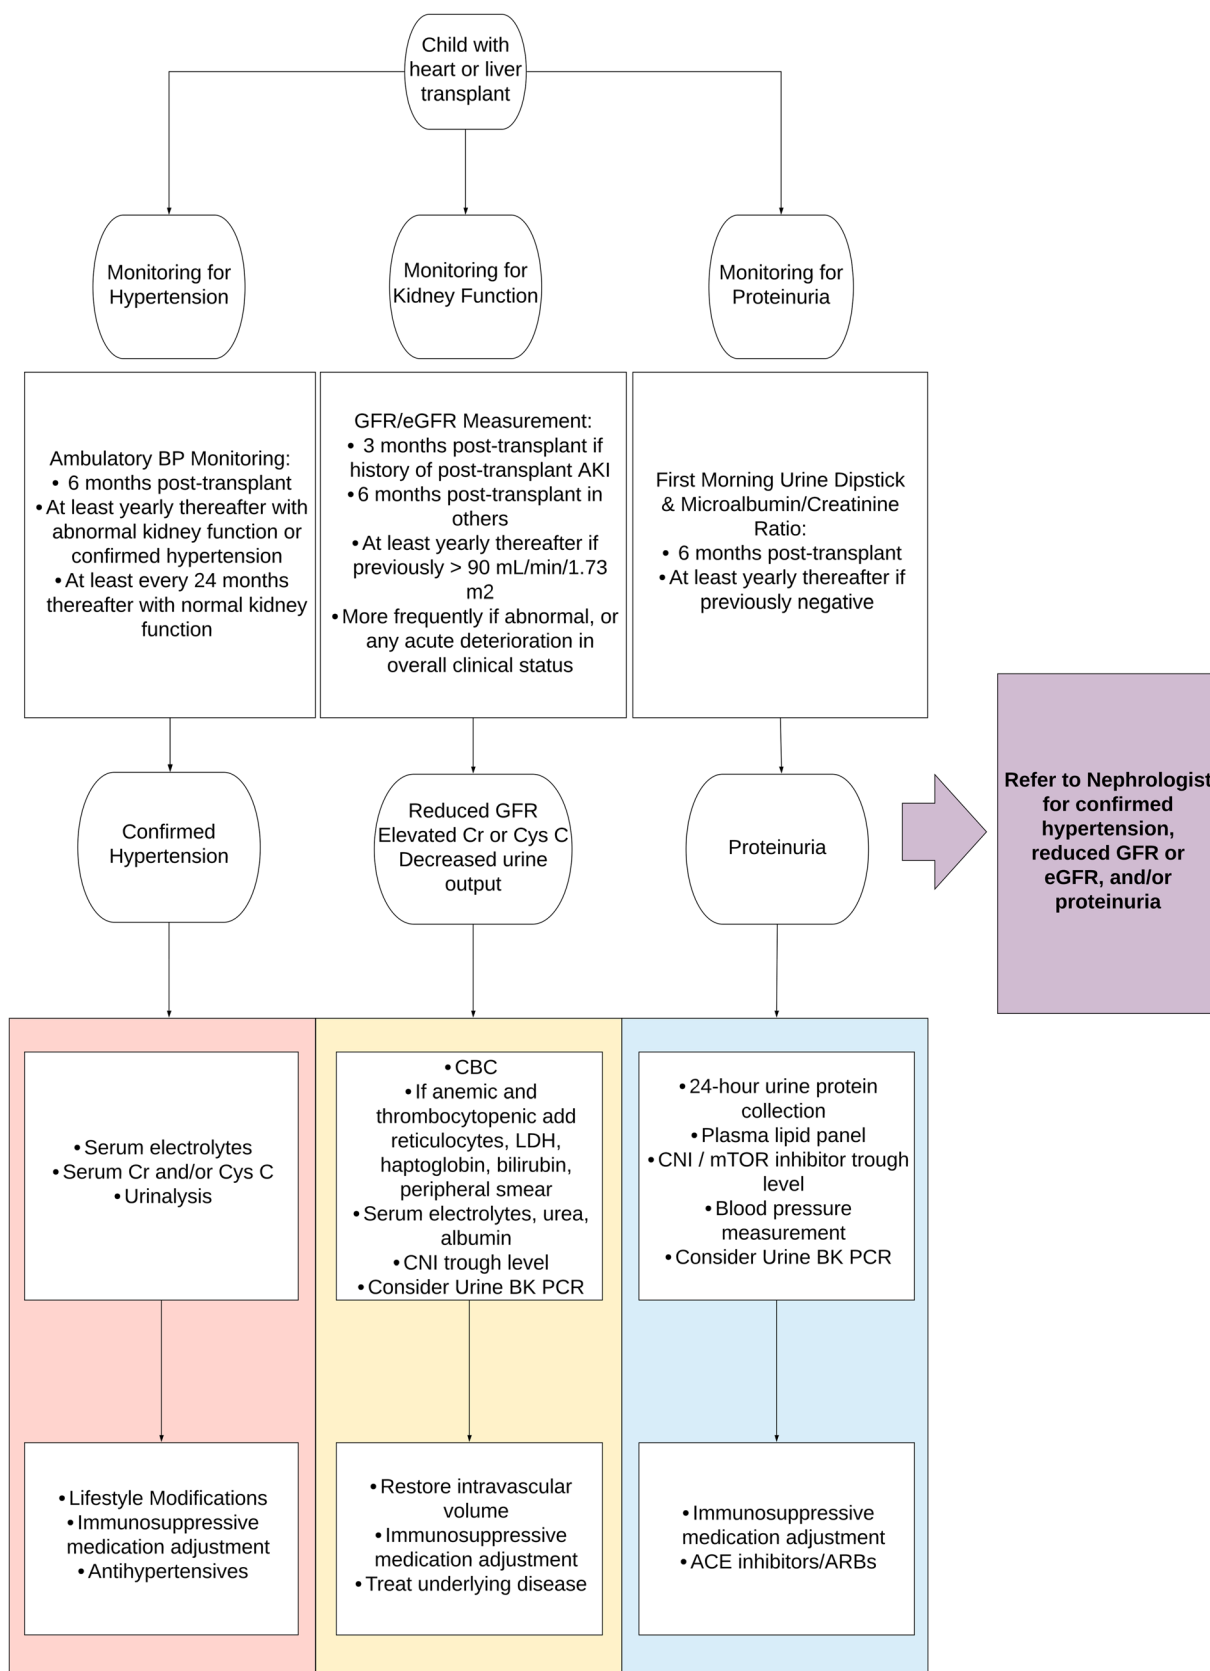 Child with
heart or liver
transplant
Monitoring for
Hypertension
Monitoring for
Kidney Function
Monitoring for
Proteinuria
Ambulatory BP Monitoring:
• 6 months post-transplant
• At least yearly thereafter with
abnormal kidney function or
confirmed hypertension
• At least every 24 months
thereafter with normal kidney
function
GFR/eGFR Measurement:
• 3 months post-transplant if
history of post-transplant AKI
• 6 months post-transplant in
others
• At least yearly thereafter if
previously > 90 mL/min/1.73
m2
• More frequently if abnormal, or
any acute deterioration in
overall clinical status
First Morning Urine Dipstick
& Microalbumin/Creatinine
Ratio:
• 6 months post-transplant
• At least yearly thereafter if
previously negative
Confirmed
Hypertension
Reduced GFR
Elevated Cr or Cys C
Decreased urine
output
Proteinuria
Refer to Nephrologist
for confirmed
hypertension,
reduced GFR or
eGFR, and/or
proteinuria
• Serum electrolytes
• Serum Cr and/or Cys C
• Urinalysis
• CBC
• If anemic and
thrombocytopenic add
reticulocytes, LDH,
haptoglobin, bilirubin,
peripheral smear
• Serum electrolytes, urea,
albumin
• CNI trough level
• Consider Urine BK PCR
• 24-hour urine protein
collection
• Plasma lipid panel
• CNI / mTOR inhibitor trough
level
• Blood pressure
measurement
• Consider Urine BK PCR
• Lifestyle Modifications
• Immunosuppressive
medication adjustment
• Antihypertensives
• Restore intravascular
volume
• Immunosuppressive
medication adjustment
• Treat underlying disease
• Immunosuppressive
medication adjustment
• ACE inhibitors/ARBs